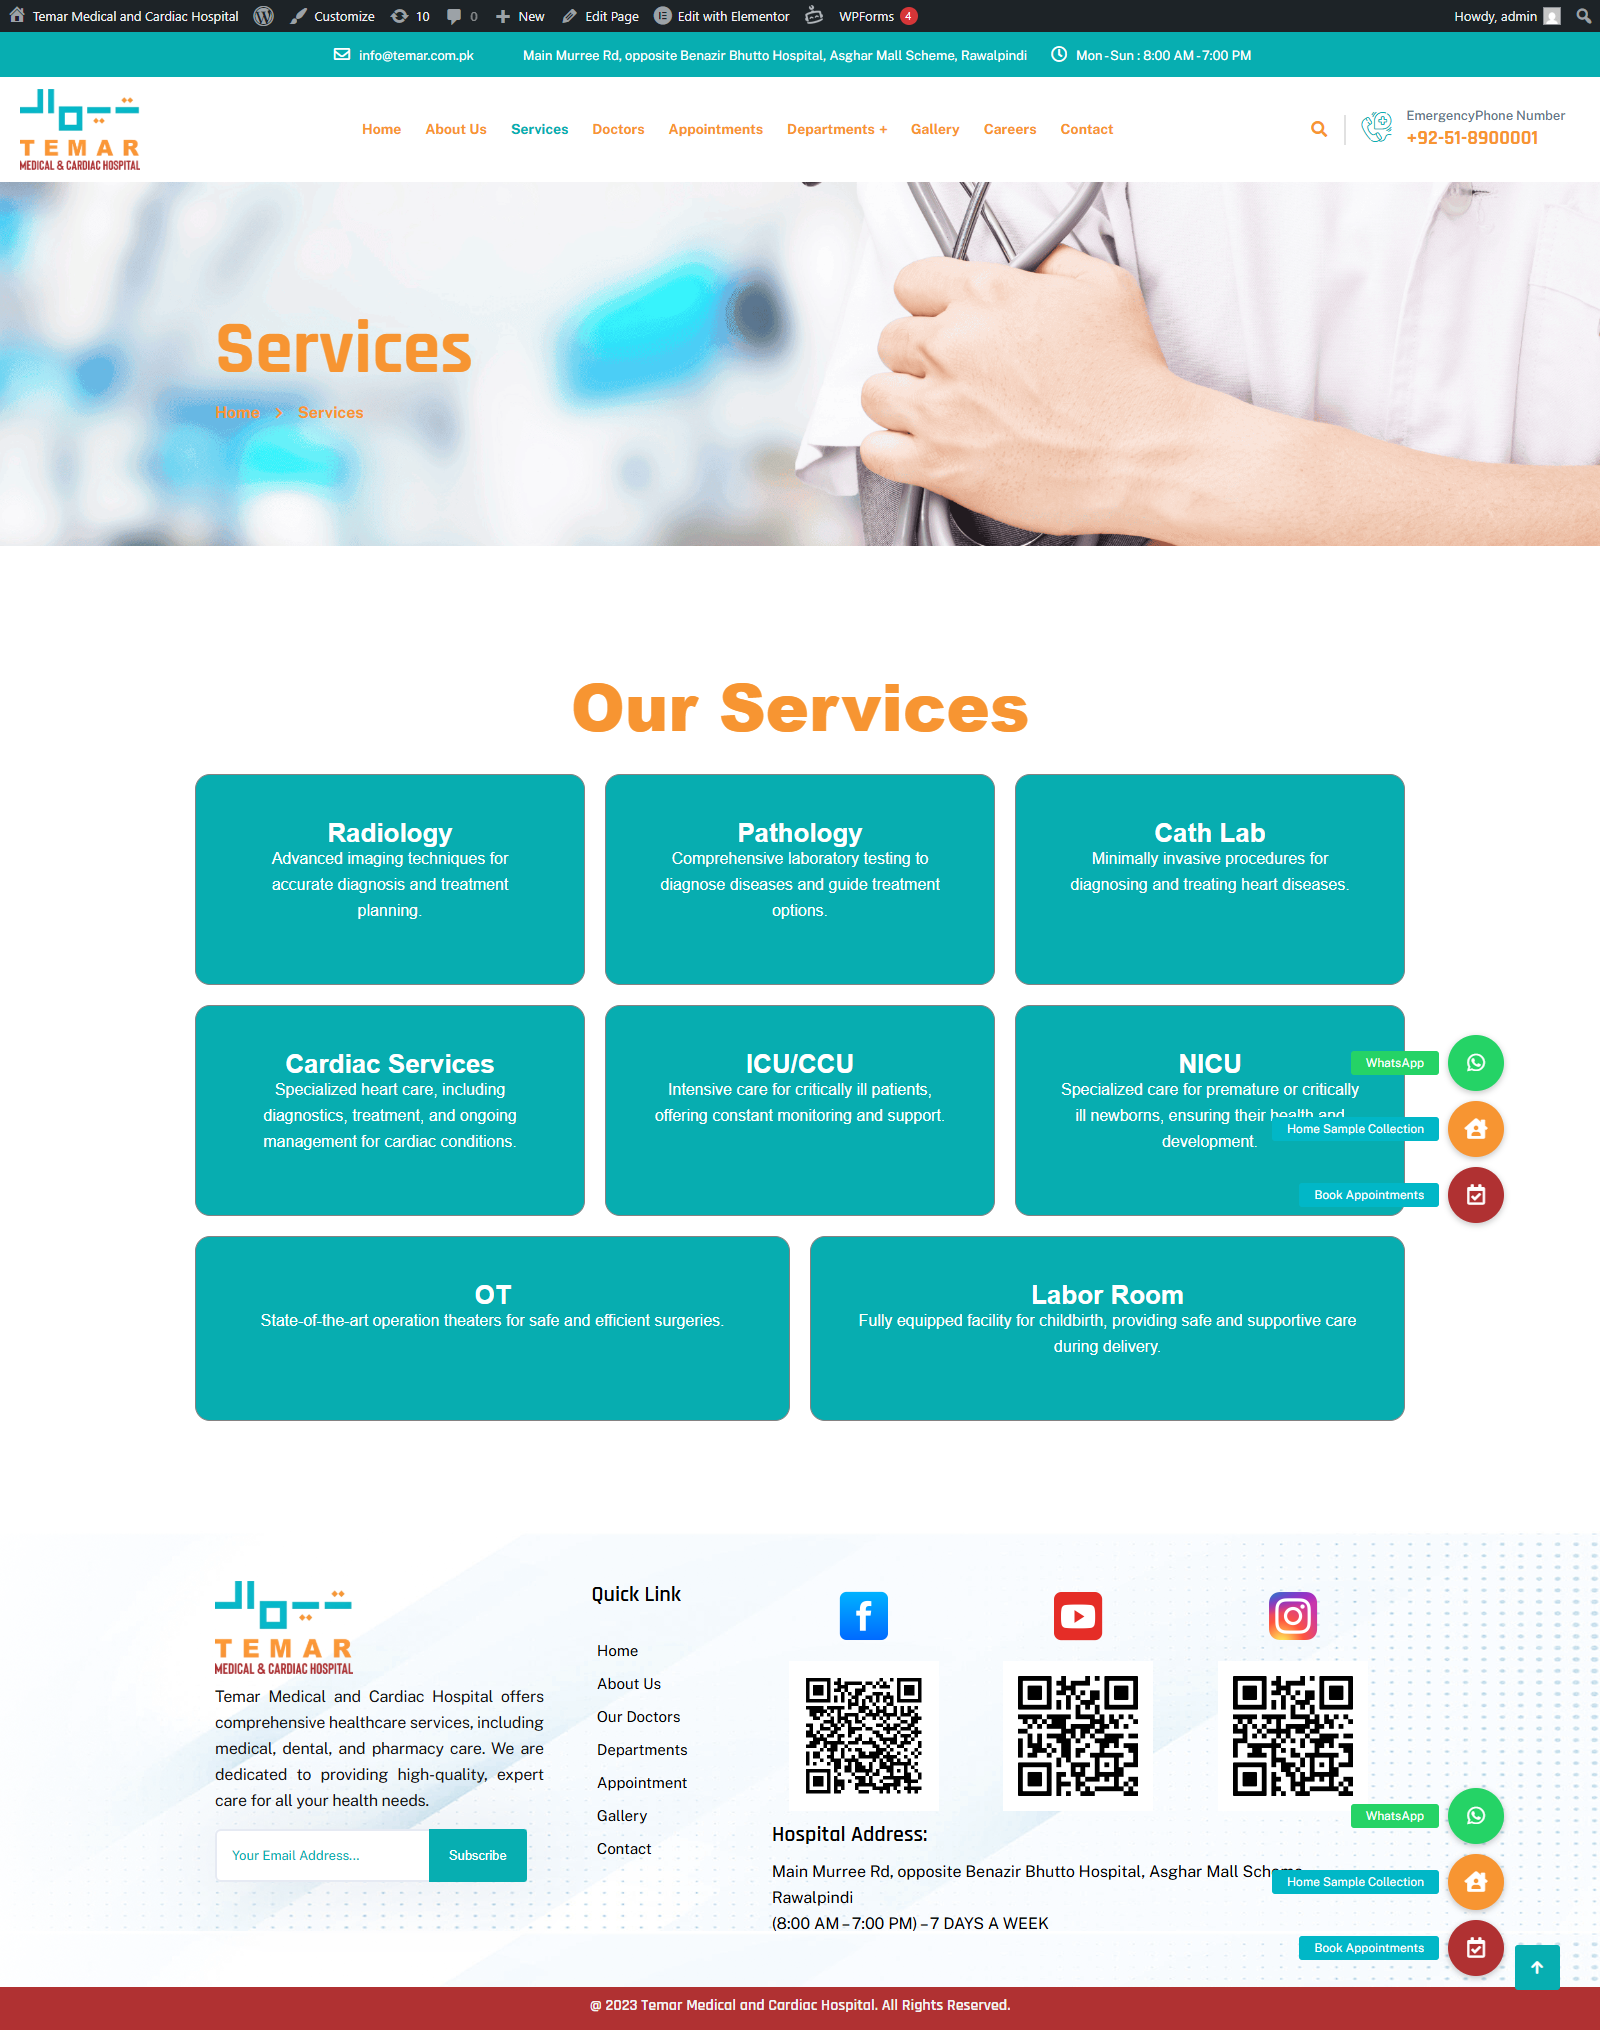 Temar Medical and Cardiac Hospital Customize 10 0 New Edit Page Edit with Elementor WPForms 4 Howdy, admin
info@temar.com.pk Main Murree Rd, opposite Benazir Bhutto Hospital, Asghar Mall Scheme, Rawalpindi Mon - Sun : 8:00 AM - 7:00 PM
TEMAR
MEDICAL & CARDIAC HOSPITAL
Home About Us Services Doctors Appointments Departments + Gallery Careers Contact
EmergencyPhone Number
+92-51-8900001
Services
Home > Services
Our Services
Radiology
Advanced imaging techniques for
accurate diagnosis and treatment
planning.
Pathology
Comprehensive laboratory testing to
diagnose diseases and guide treatment
options.
Cath Lab
Minimally invasive procedures for
diagnosing and treating heart diseases.
Cardiac Services
Specialized heart care, including
diagnostics, treatment, and ongoing
management for cardiac conditions.
ICU/CCU
Intensive care for critically ill patients,
offering constant monitoring and support.
NICU
Specialized care for premature or critically
ill newborns, ensuring their health and
development.
WhatsApp
Home Sample Collection
Book Appointments
OT
State-of-the-art operation theaters for safe and efficient surgeries.
Labor Room
Fully equipped facility for childbirth, providing safe and supportive care
during delivery.
TEMAR
MEDICAL & CARDIAC HOSPITAL
Temar Medical and Cardiac Hospital offers
comprehensive healthcare services, including
medical, dental, and pharmacy care. We are
dedicated to providing high-quality, expert
care for all your health needs.
Your Email Address... Subscribe
Quick Link
Home
About Us
Our Doctors
Departments
Appointment
Gallery
Contact
Hospital Address:
Main Murree Rd, opposite Benazir Bhutto Hospital, Asghar Mall Scheme,
Rawalpindi
(8:00 AM – 7:00 PM) – 7 DAYS A WEEK
WhatsApp
Home Sample Collection
Book Appointments
@ 2023 Temar Medical and Cardiac Hospital. All Rights Reserved.